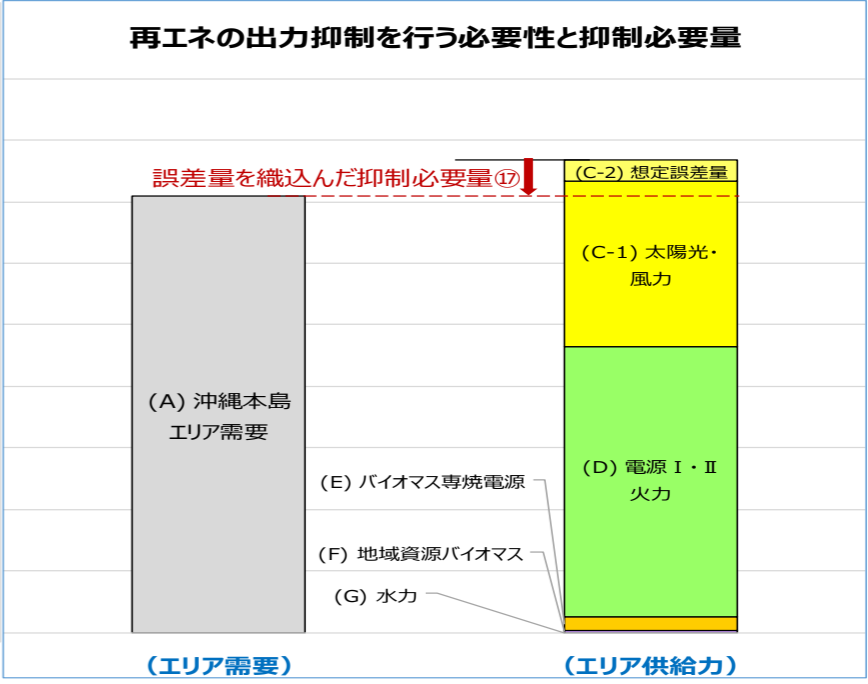 再エネの出力抑制を行う必要性と抑制必要量
誤差量を織込んだ抑制必要量⑰
(C-2) 想定誤差量
(C-1) 太陽光・
風力
(A) 沖縄本島
エリア需要
(D) 電源Ⅰ・Ⅱ
火力
(E) バイオマス専焼電源
(F) 地域資源バイオマス
(G) 水力
（エリア需要）
（エリア供給力）